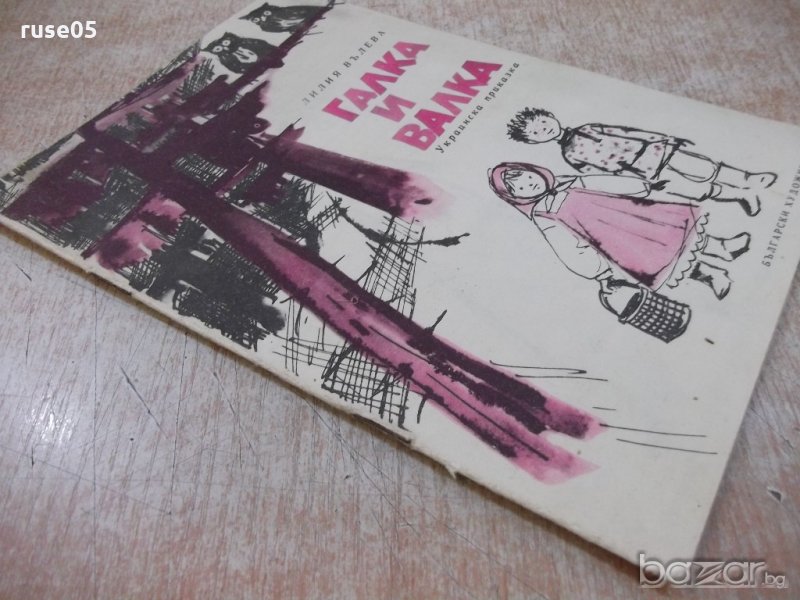 ruse05
ЛИЛИЯ ВЪЛЕВА
ГАЛКА
И
ВАЛКА
Украинска приказка
БЪЛГАРСКИ ХУДОЖ
bazar.bg